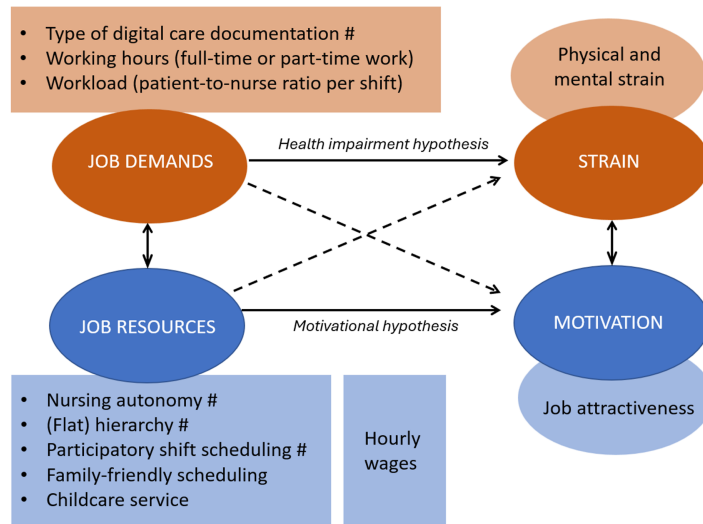 • Type of digital care documentation #
• Working hours (full-time or part-time work)
• Workload (patient-to-nurse ratio per shift)
Physical and
mental strain
JOB DEMANDS
Health impairment hypothesis
STRAIN
JOB RESOURCES
Motivational hypothesis
MOTIVATION
• Nursing autonomy #
• (Flat) hierarchy #
• Participatory shift scheduling #
• Family-friendly scheduling
• Childcare service
Hourly
wages
Job attractiveness